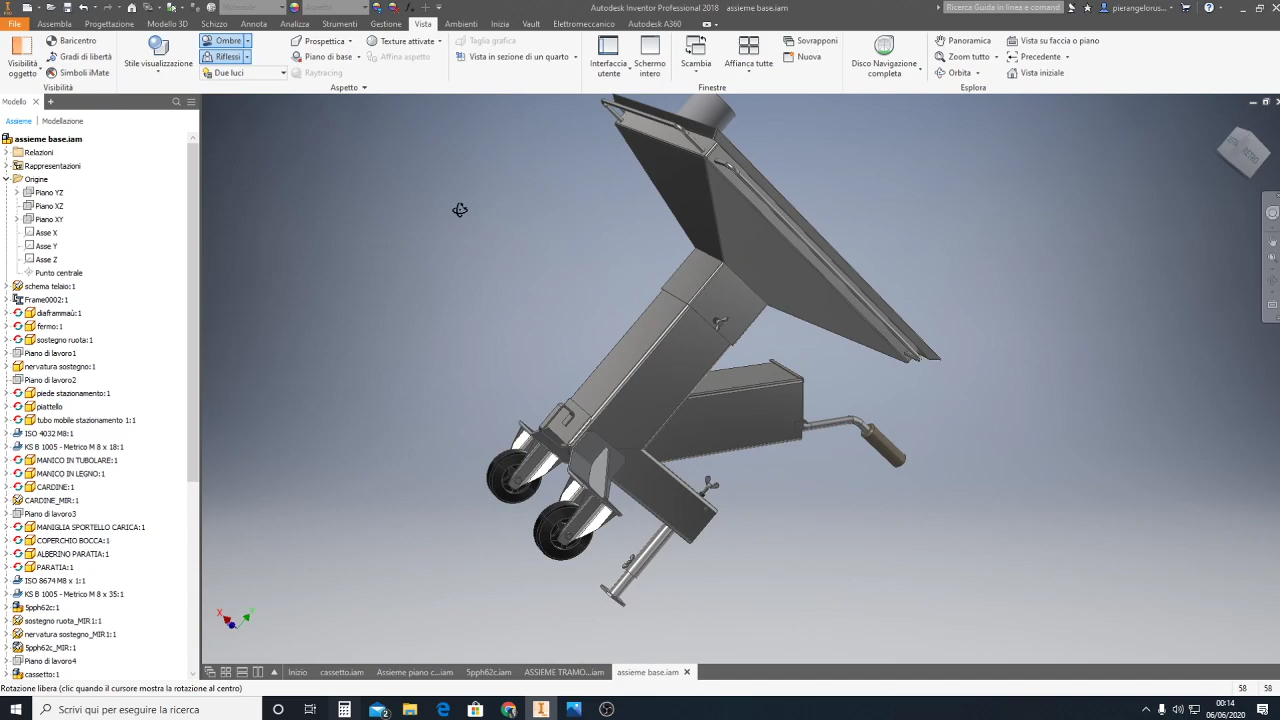 Autodesk Inventor Professional 2018 assieme base.iam
Ricerca Guida in linea e comand
pierangelorus...
File
Assembla
Progettazione
Modello 3D
Schizzo
Annota
Analizza
Strumenti
Gestione
Vista
Ambienti
Inizia
Vault
Elettromeccanico
Autodesk A360
Visibilità oggetto
Baricentro
Gradi di libertà
Simboli iMate
Visibilità
Stile visualizzazione
Ombre
Riflessi
Due luci
Prospettica
Piano di base
Raytracing
Texture attivate
Affina aspetto
Aspetto
Taglia grafica
Vista in sezione di un quarto
Interfaccia utente
Schermo intero
Scambia
Affianca tutte
Sovrapponi
Nuova
Finestre
Disco Navigazione completa
Panoramica
Zoom tutto
Orbita
Vista su faccia o piano
Precedente
Vista iniziale
Esplora
Modello
Assieme
Modellazione
assieme base.iam
Relazioni
Rappresentazioni
Origine
Piano YZ
Piano XZ
Piano XY
Asse X
Asse Y
Asse Z
Punto centrale
schema telaio:1
Frame0002:1
diaframmaù:1
fermo:1
sostegno ruota:1
Piano di lavoro1
nervatura sostegno:1
Piano di lavoro2
piede stazionamento:1
piattello
tubo mobile stazionamento 1:1
ISO 4032 M8:1
KS B 1005 - Metrico M 8 x 18:1
MANICO IN TUBOLARE:1
MANICO IN LEGNO:1
CARDINE:1
CARDINE_MIR:1
Piano di lavoro3
MANIGLIA SPORTELLO CARICA:1
COPERCHIO BOCCA:1
ALBERINO PARATIA:1
PARATIA:1
ISO 8674 M8 x 1:1
KS B 1005 - Metrico M 8 x 35:1
5pph62c:1
sostegno ruota_MIR1:1
nervatura sostegno_MIR1:1
5pph62c_MIR:1
Piano di lavoro4
cassetto:1
RETRO
X
Y
Inizio
cassetto.iam
Assieme piano c...iam
5pph62c.iam
ASSIEME TRAMO...iam
assieme base.iam
Rotazione libera (clic quando il cursore mostra la rotazione al centro)
58
58
Scrivi qui per eseguire la ricerca
2
00:14
06/06/2020